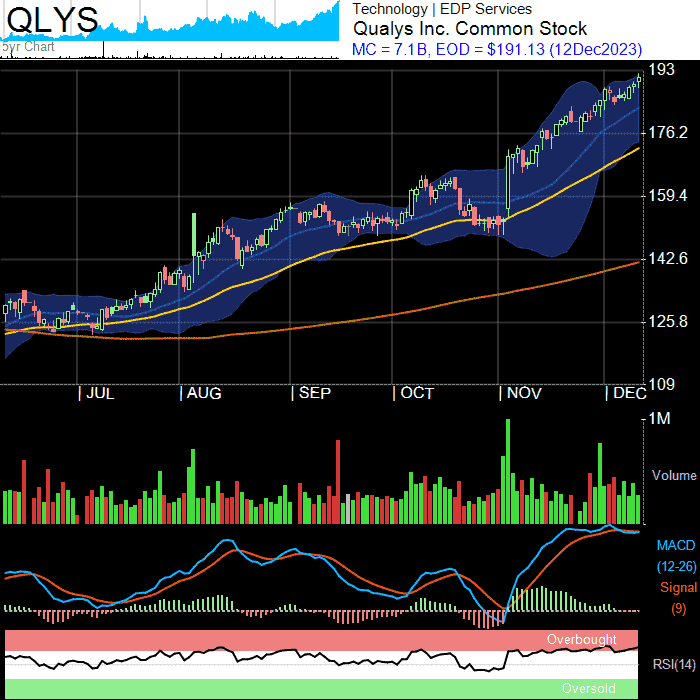 QLYS
5yr Chart
Technology | EDP Services
Qualys Inc. Common Stock
MC = 7.1B, EOD = $191.13 (12Dec2023)
193
176.2
159.4
142.6
125.8
109
JUL
AUG
SEP
OCT
NOV
DEC
1M
Volume
MACD
(12-26)
Signal
(9)
Overbought
RSI(14)
Oversold